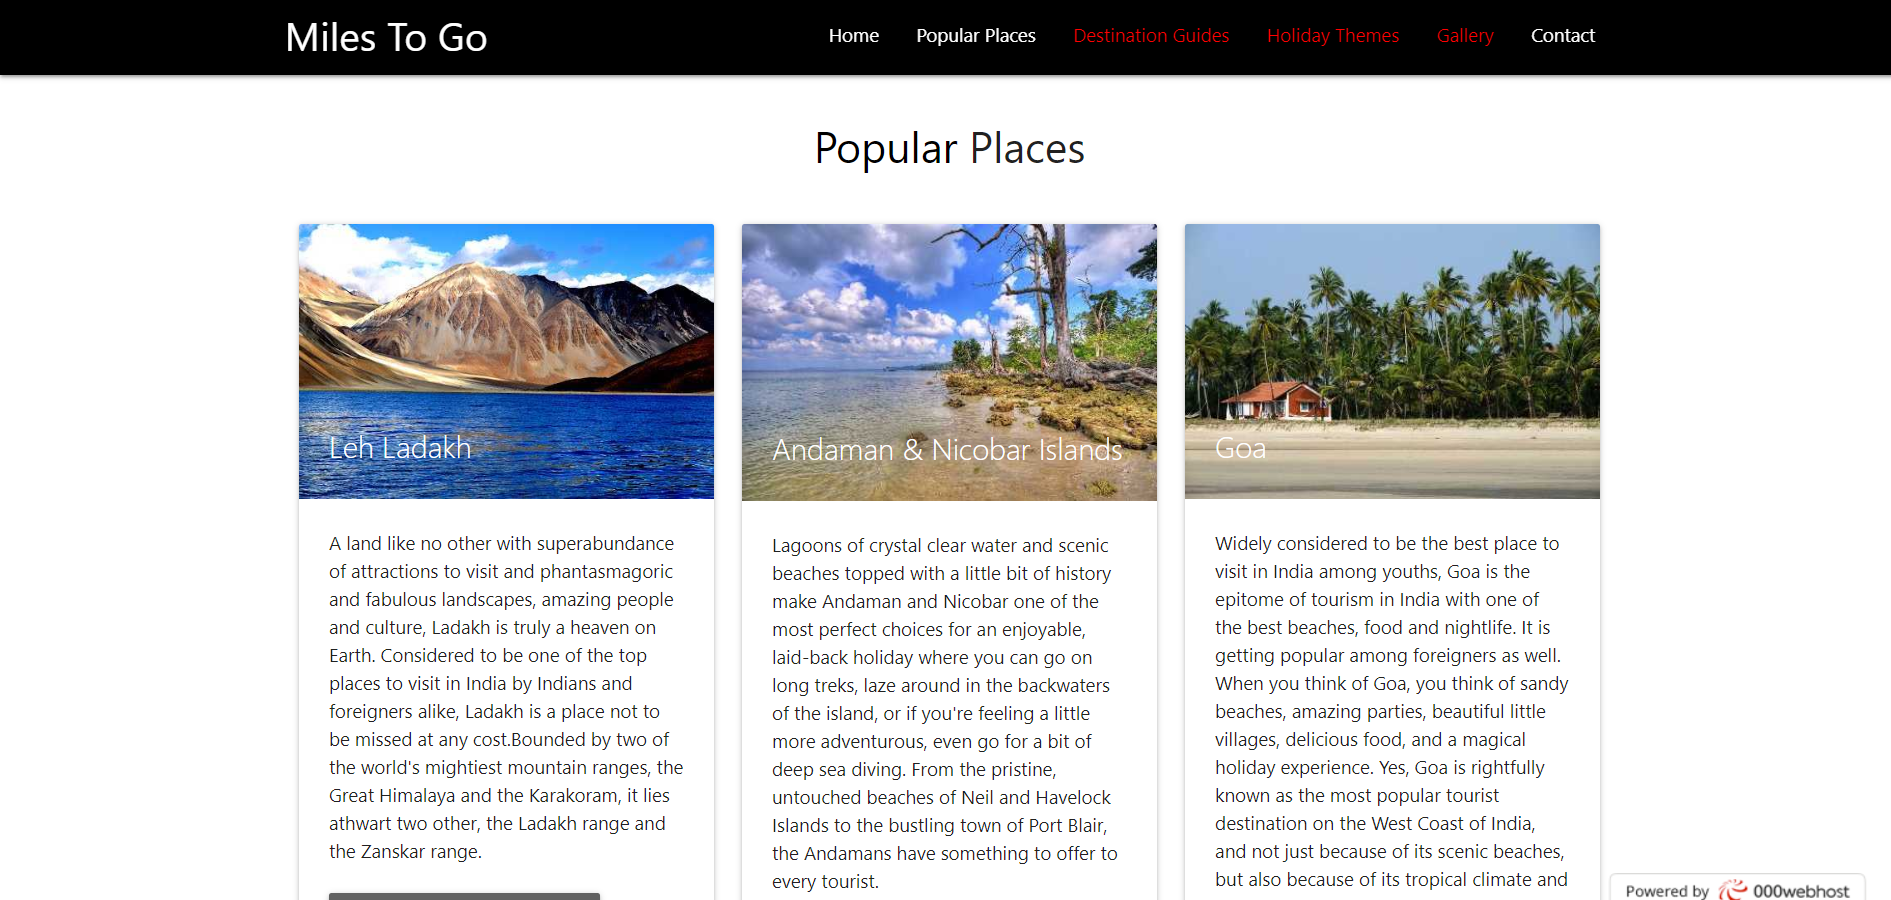 Miles To Go
Home Popular Places Destination Guides Holiday Themes Gallery Contact
Popular Places
Leh Ladakh
A land like no other with superabundance
of attractions to visit and phantasmagoric
and fabulous landscapes, amazing people
and culture, Ladakh is truly a heaven on
Earth. Considered to be one of the top
places to visit in India by Indians and
foreigners alike, Ladakh is a place not to
be missed at any cost.Bounded by two of
the world's mightiest mountain ranges, the
Great Himalaya and the Karakoram, it lies
athwart two other, the Ladakh range and
the Zanskar range.
Andaman & Nicobar Islands
Lagoons of crystal clear water and scenic
beaches topped with a little bit of history
make Andaman and Nicobar one of the
most perfect choices for an enjoyable,
laid-back holiday where you can go on
long treks, laze around in the backwaters
of the island, or if you're feeling a little
more adventurous, even go for a bit of
deep sea diving. From the pristine,
untouched beaches of Neil and Havelock
Islands to the bustling town of Port Blair,
the Andamans have something to offer to
every tourist.
Goa
Widely considered to be the best place to
visit in India among youths, Goa is the
epitome of tourism in India with one of
the best beaches, food and nightlife. It is
getting popular among foreigners as well.
When you think of Goa, you think of sandy
beaches, amazing parties, beautiful little
villages, delicious food, and a magical
holiday experience. Yes, Goa is rightfully
known as the most popular tourist
destination on the West Coast of India,
and not just because of its scenic beaches,
but also because of its tropical climate and
Powered by 000webhost